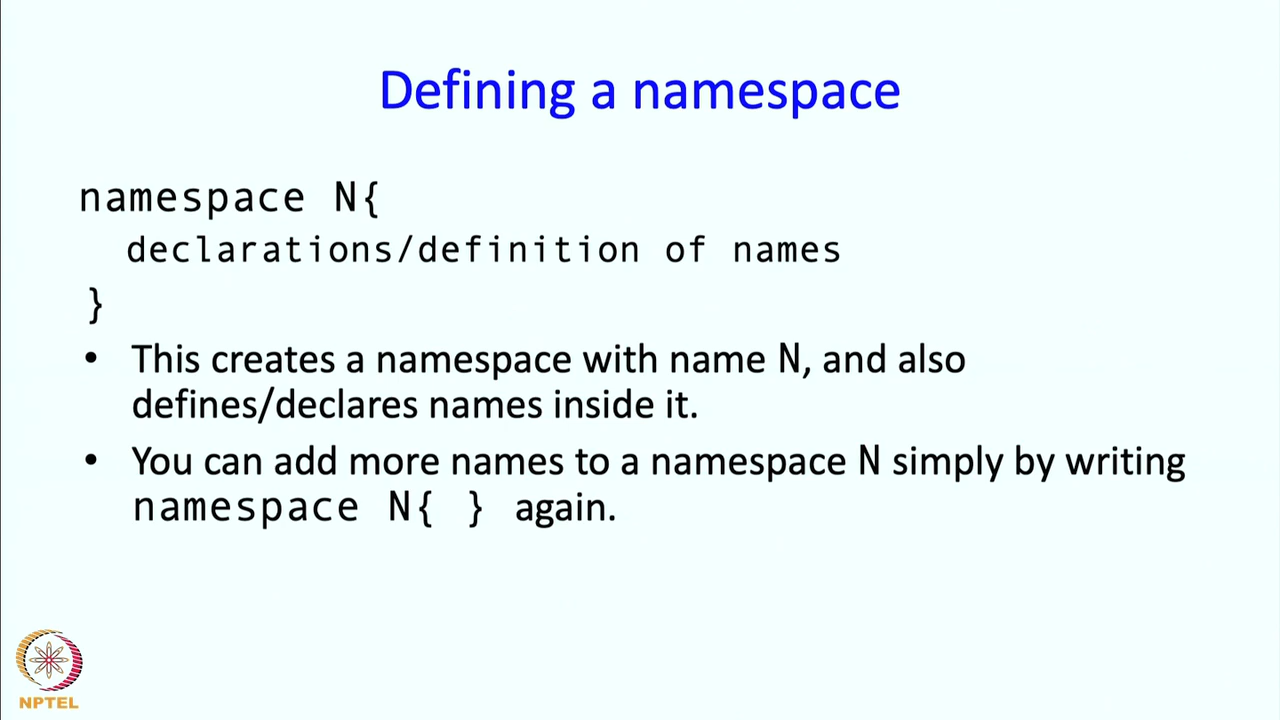 Defining a namespace
namespace N{
declarations/definition of names
}
• This creates a namespace with name N, and also
defines/declares names inside it.
• You can add more names to a namespace N simply by writing
namespace N{ } again.
NPTEL